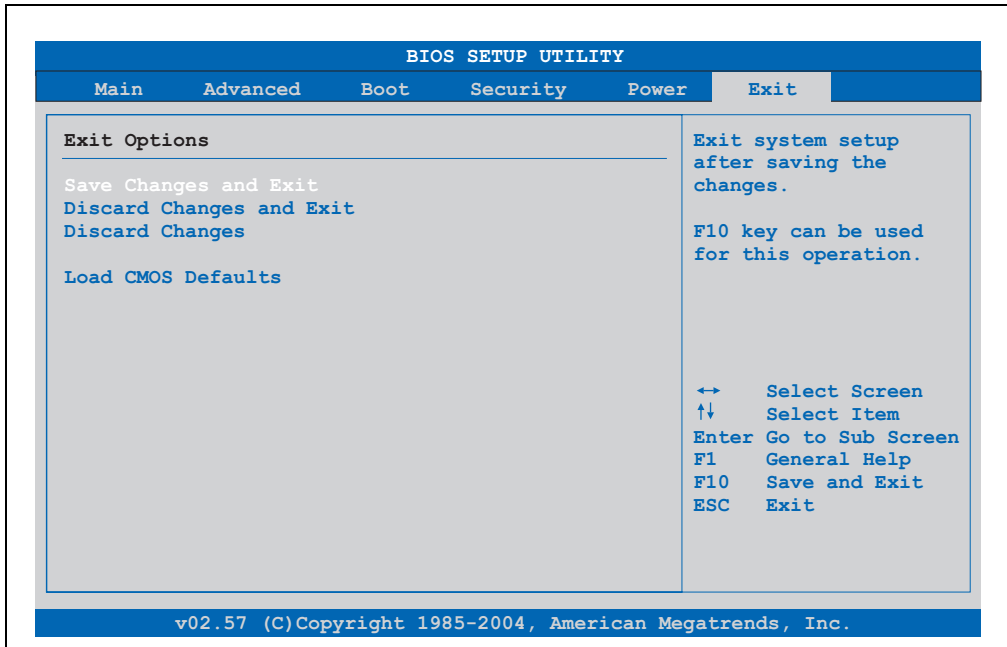 BIOS SETUP UTILITY
Main Advanced Boot Security Power Exit
Exit Options
Save Changes and Exit
Discard Changes and Exit
Discard Changes
Load CMOS Defaults
Exit system setup
after saving the
changes.
F10 key can be used
for this operation.
↔ Select Screen
↑↓ Select Item
Enter Go to Sub Screen
F1 General Help
F10 Save and Exit
ESC Exit
v02.57 (C)Copyright 1985-2004, American Megatrends, Inc.